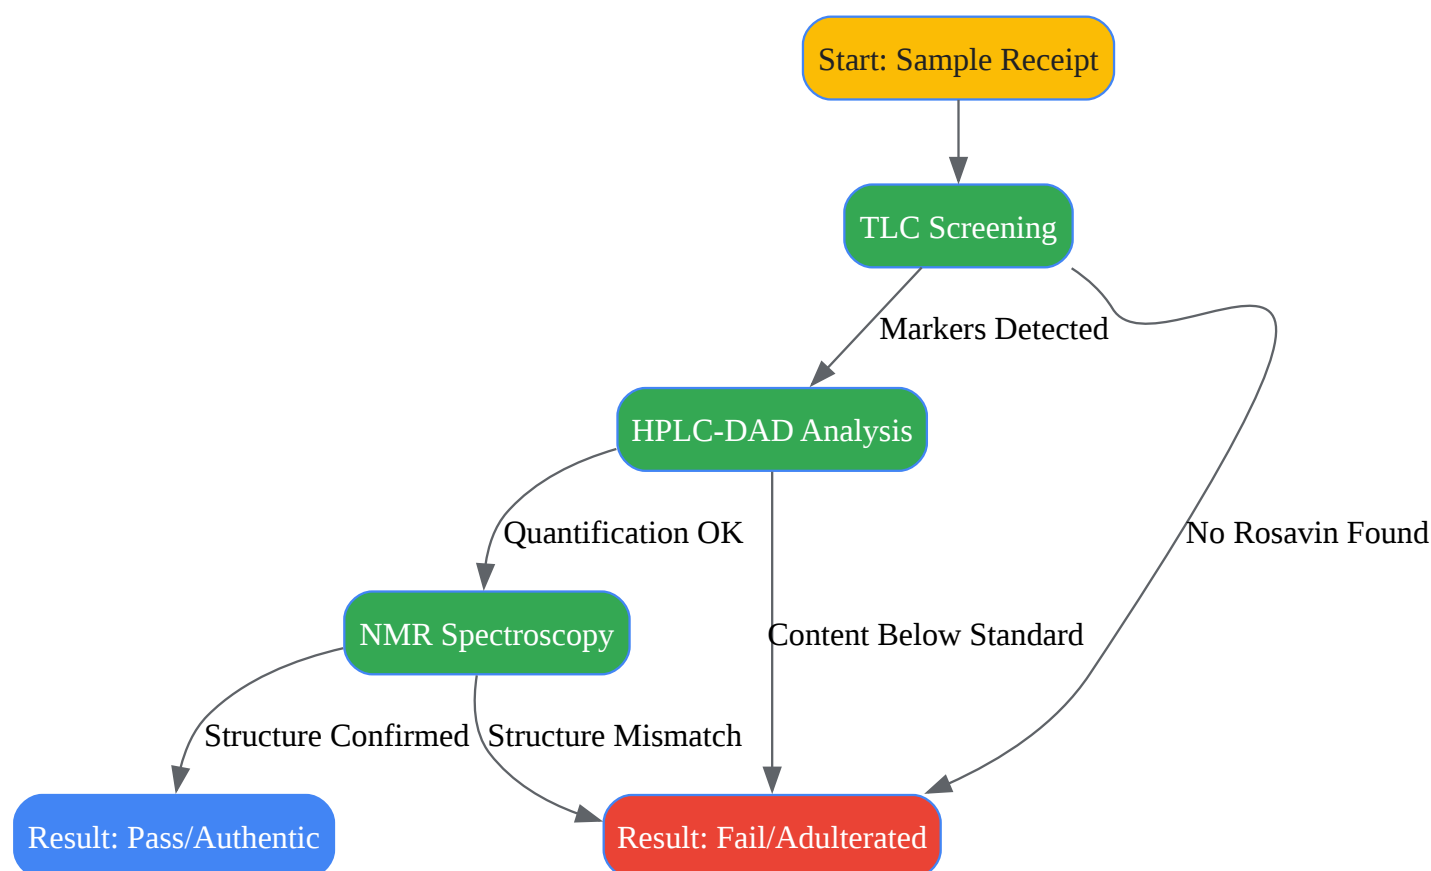 Start: Sample Receipt
TLC Screening
Markers Detected
HPLC-DAD Analysis
Quantification OK
No Rosavin Found
NMR Spectroscopy
Content Below Standard
Structure Confirmed
Structure Mismatch
Result: Pass/Authentic
Result: Fail/Adulterated